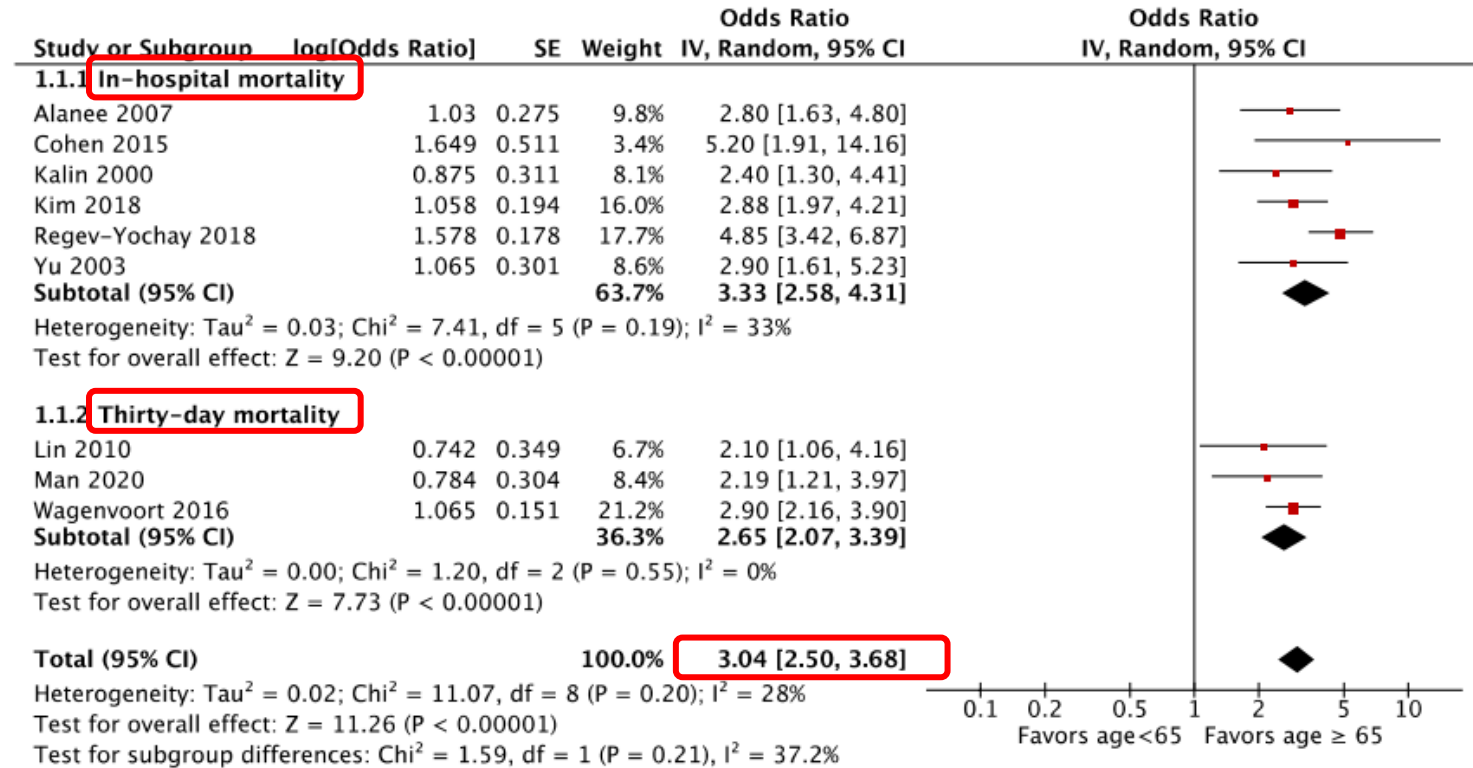 Odds Ratio Odds Ratio
Study or Subgroup log[Odds Ratio] SE Weight IV, Random, 95% CI IV, Random, 95% CI
1.1.1 In-hospital mortality
Alanee 2007 1.03 0.275 9.8% 2.80 [1.63, 4.80]
Cohen 2015 1.649 0.511 3.4% 5.20 [1.91, 14.16]
Kalin 2000 0.875 0.311 8.1% 2.40 [1.30, 4.41]
Kim 2018 1.058 0.194 16.0% 2.88 [1.97, 4.21]
Regev-Yochay 2018 1.578 0.178 17.7% 4.85 [3.42, 6.87]
Yu 2003 1.065 0.301 8.6% 2.90 [1.61, 5.23]
Subtotal (95% CI) 63.7% 3.33 [2.58, 4.31]
Heterogeneity: Tau² = 0.03; Chi² = 7.41, df = 5 (P = 0.19); I² = 33%
Test for overall effect: Z = 9.20 (P < 0.00001)
1.1.2 Thirty-day mortality
Lin 2010 0.742 0.349 6.7% 2.10 [1.06, 4.16]
Man 2020 0.784 0.304 8.4% 2.19 [1.21, 3.97]
Wagenvoort 2016 1.065 0.151 21.2% 2.90 [2.16, 3.90]
Subtotal (95% CI) 36.3% 2.65 [2.07, 3.39]
Heterogeneity: Tau² = 0.00; Chi² = 1.20, df = 2 (P = 0.55); I² = 0%
Test for overall effect: Z = 7.73 (P < 0.00001)
Total (95% CI) 100.0% 3.04 [2.50, 3.68]
Heterogeneity: Tau² = 0.02; Chi² = 11.07, df = 8 (P = 0.20); I² = 28%
Test for overall effect: Z = 11.26 (P < 0.00001)
Test for subgroup differences: Chi² = 1.59, df = 1 (P = 0.21), I² = 37.2%
0.1 0.2 0.5 1 2 5 10
Favors age<65 Favors age ≥ 65